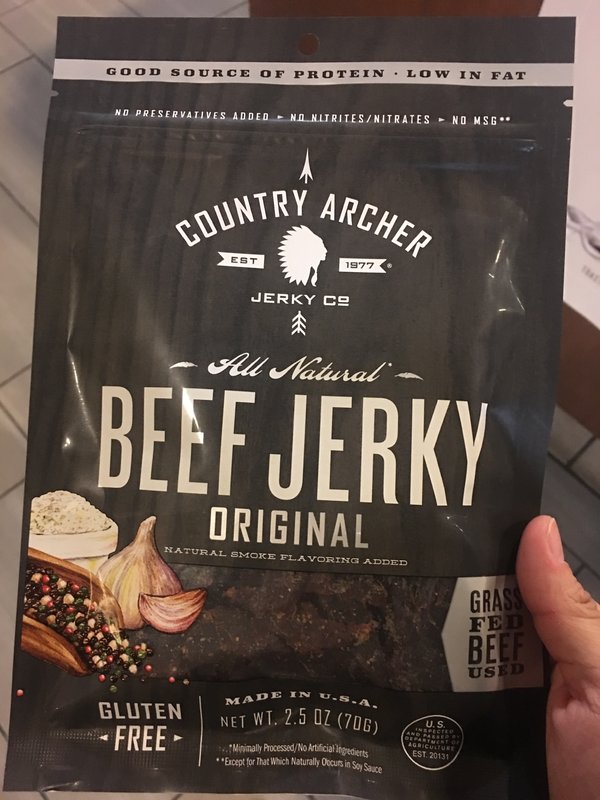 GOOD SOURCE OF PROTEIN · LOW IN FAT
NO PRESERVATIVES ADDED ► NO NITRITES/NITRATES ► NO MSG**
COUNTRY ARCHER
EST 1977®
JERKY CO
All Natural*
BEEF JERKY
ORIGINAL
NATURAL SMOKE FLAVORING ADDED
GRASS
FED
BEEF
USED
GLUTEN
FREE
MADE IN U.S.A.
NET WT. 2.5 OZ (70G)
*Minimally Processed/No Artificial Ingredients
**Except for That Which Naturally Occurs in Soy Sauce
U.S.
INSPECTED
AND PASSED BY
DEPARTMENT OF
AGRICULTURE
EST. 20131